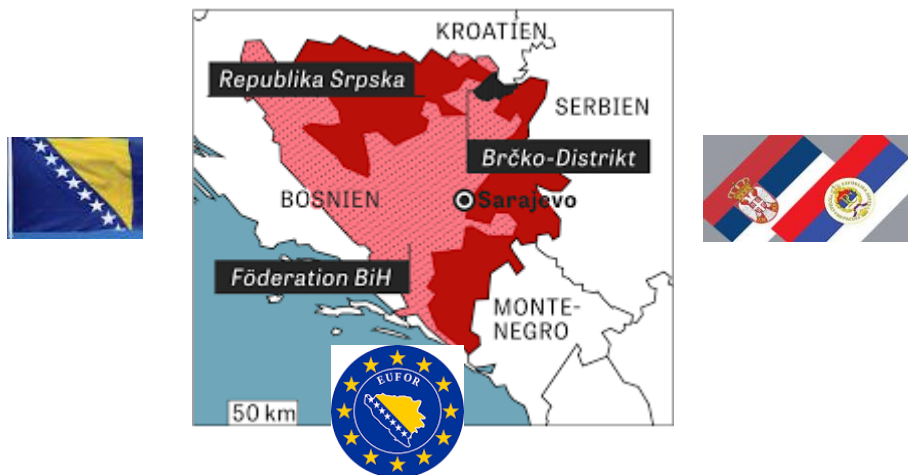 KROATIEN
Republika Srpska
SERBIEN
Brčko-Distrikt
BOSNIEN
Sarajevo
Föderation BiH
MONTE-
NEGRO
50 km
EUFOR